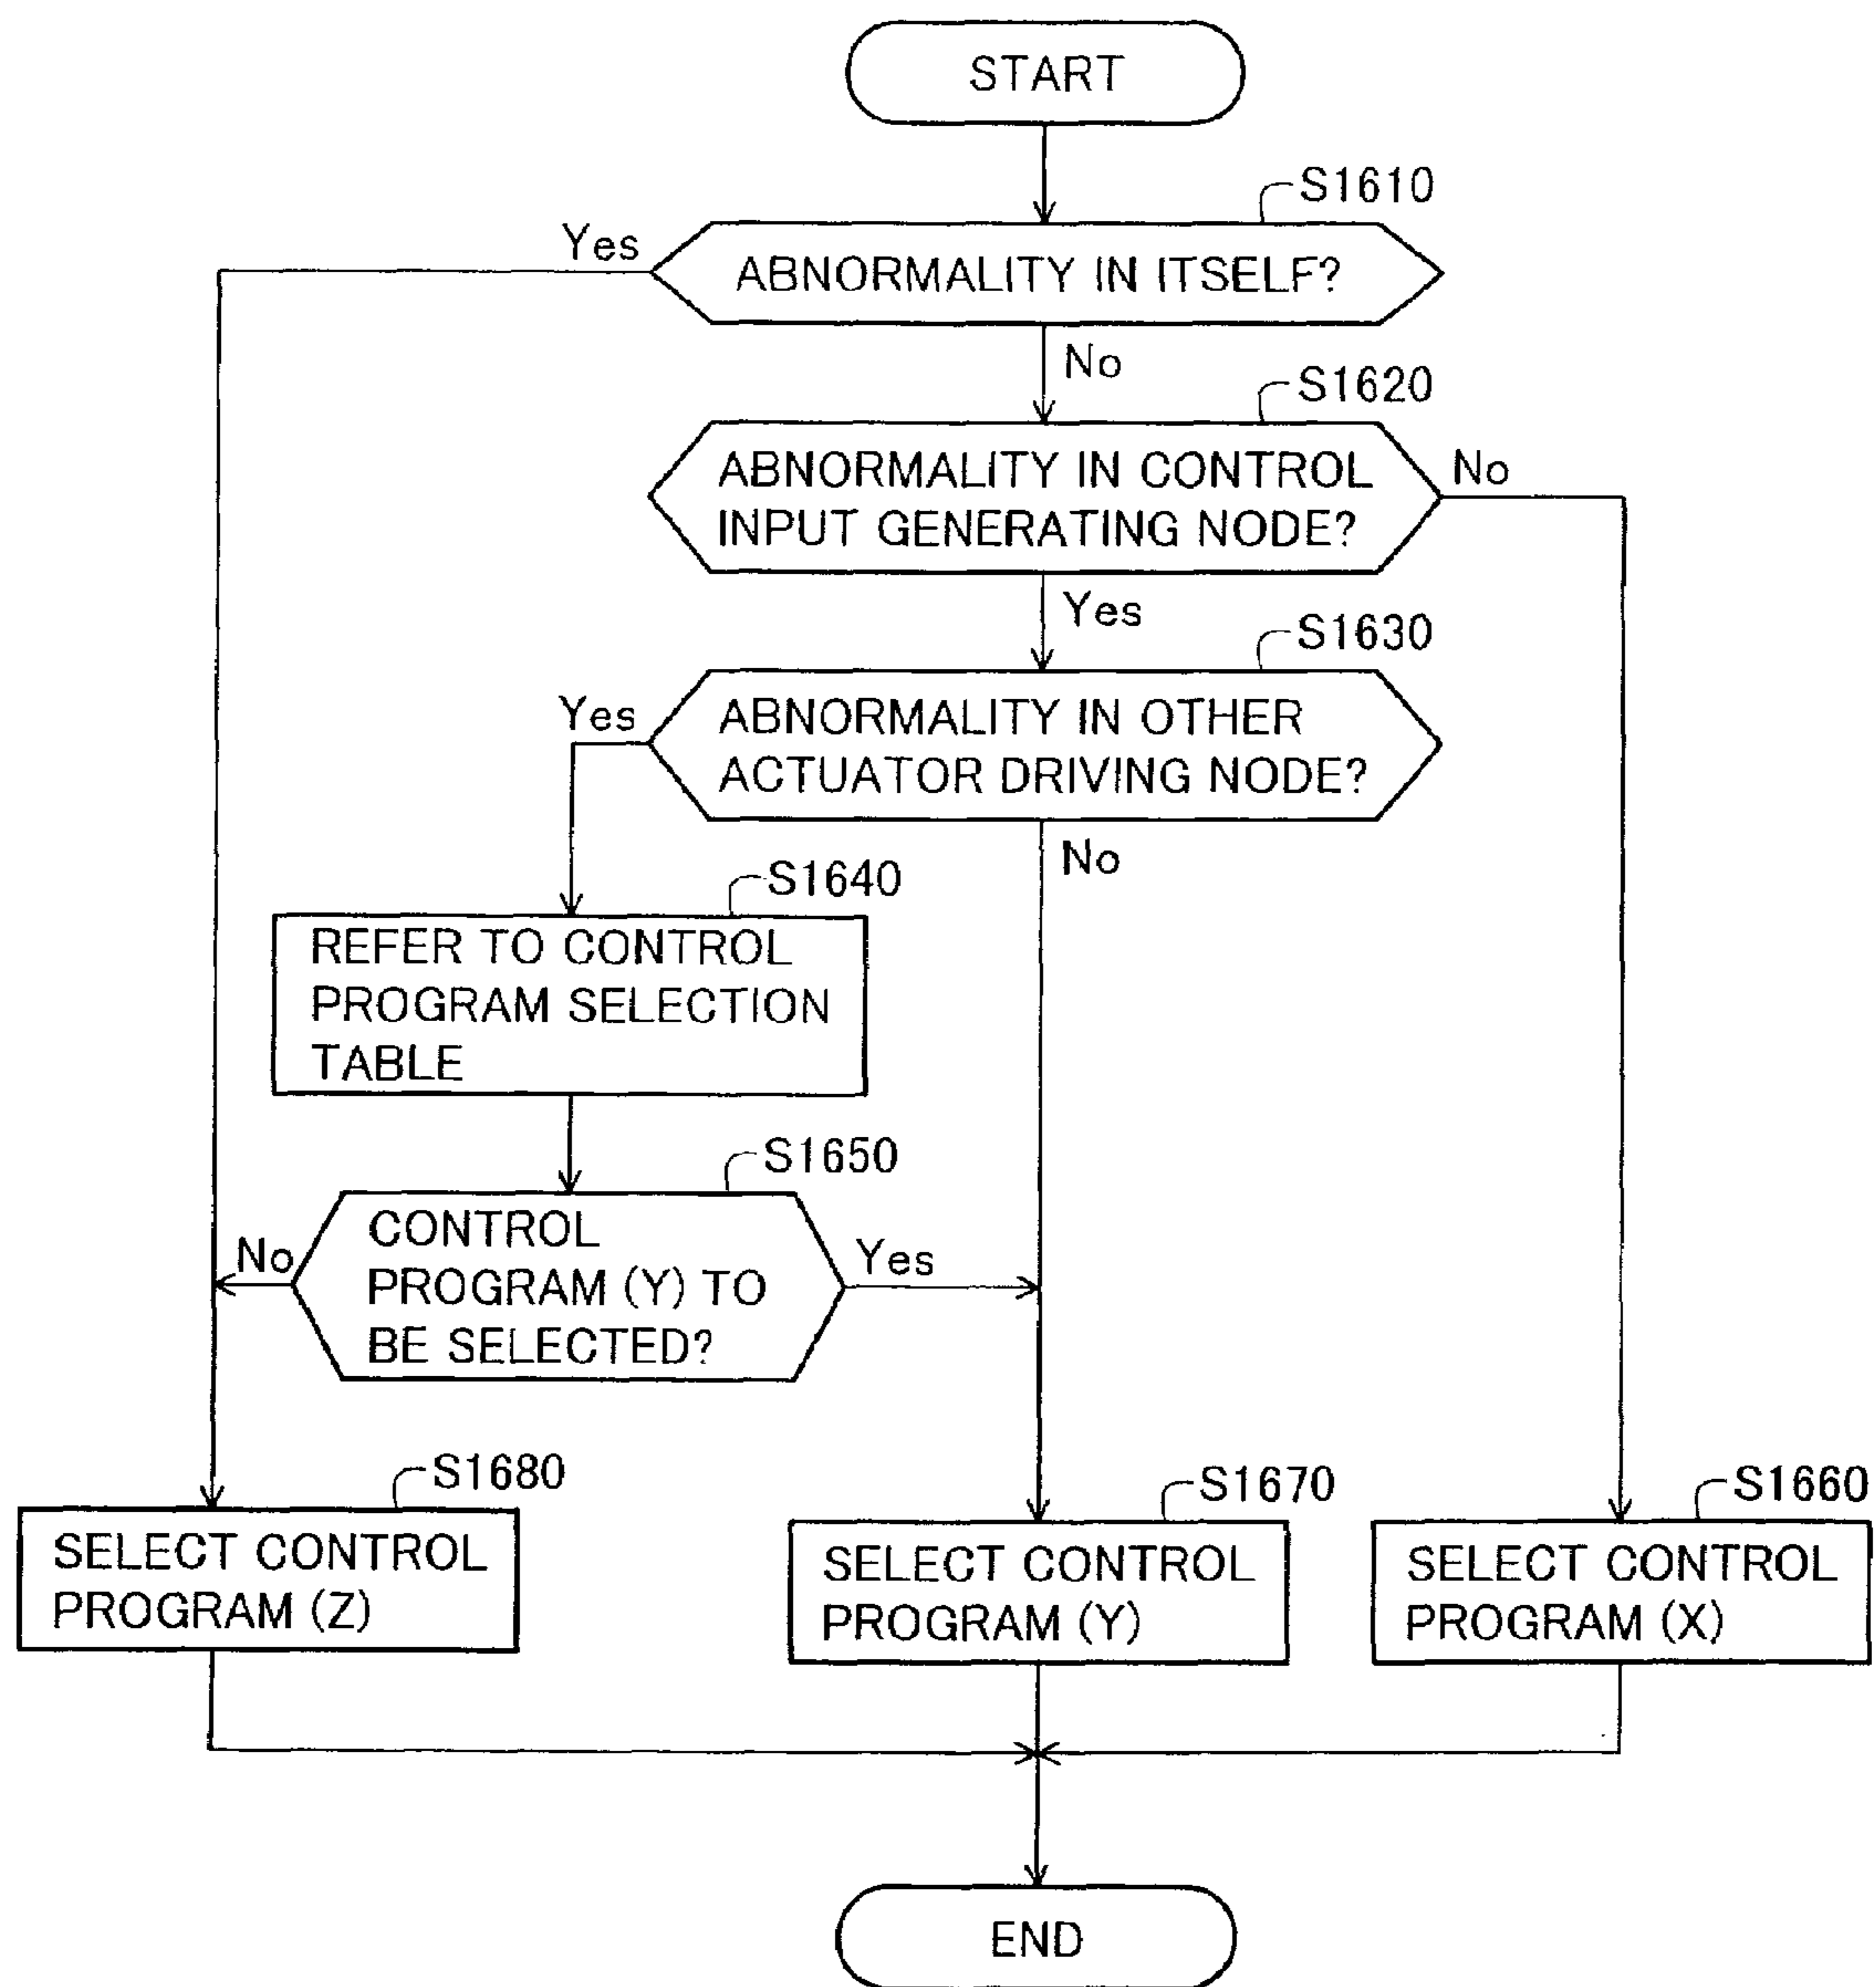 START
S1610
Yes
ABNORMALITY IN ITSELF?
No
S1620
ABNORMALITY IN CONTROL
INPUT GENERATING NODE?
No
Yes
S1630
Yes
ABNORMALITY IN OTHER
ACTUATOR DRIVING NODE?
No
S1640
REFER TO CONTROL
PROGRAM SELECTION
TABLE
S1650
CONTROL
PROGRAM (Y) TO
BE SELECTED?
No
Yes
S1680
SELECT CONTROL
PROGRAM (Z)
S1670
SELECT CONTROL
PROGRAM (Y)
S1660
SELECT CONTROL
PROGRAM (X)
END